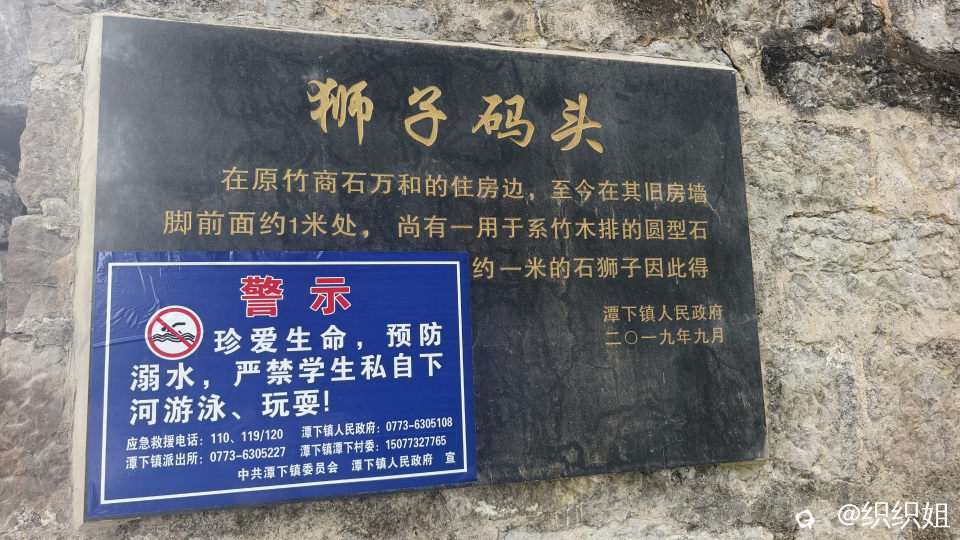 狮子码头
在原竹商石万和的住房边，至今在其旧房墙
脚前面约1米处，尚有一用于系竹木排的圆型石
约一米的石狮子因此得
潭下镇人民政府
二〇一九年九月
警示
珍爱生命，预防
溺水，严禁学生私自下
河游泳、玩耍!
应急救援电话：110、119/120 潭下镇人民政府：0773-6305108
潭下镇派出所：0773-6305227 潭下镇潭下村委：15077327765
中共潭下镇委员会 潭下镇人民政府 宣
@织织姐